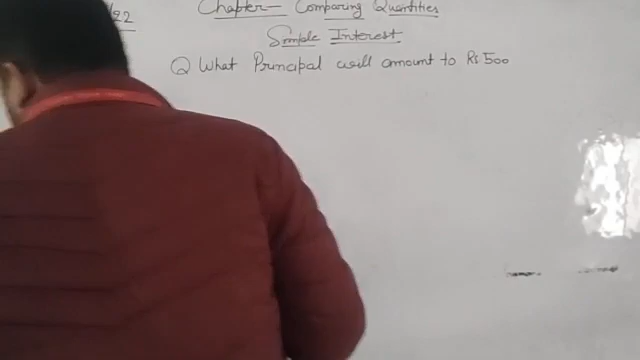 Chapter— Comparing Quantities
22
Simple Interest
Q What Principal will amount to Rs 500